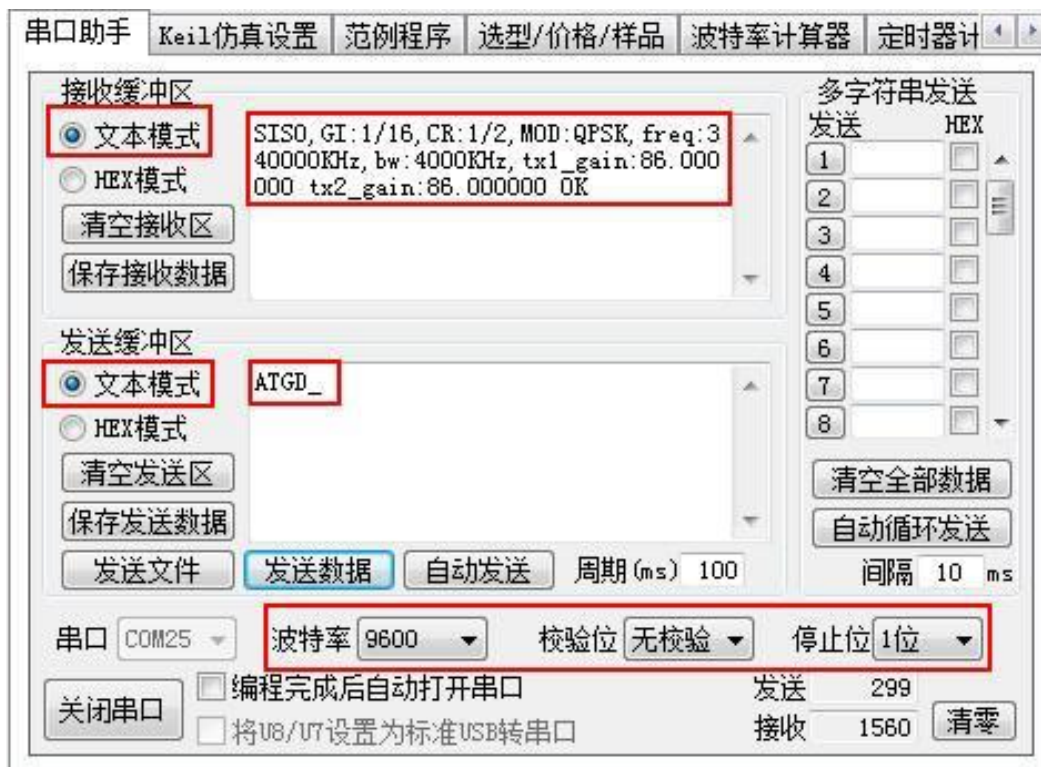 串口助手 Keil仿真设置 范例程序 选型/价格/样品 波特率计算器 定时器计
接收缓冲区
文本模式
HEX模式
清空接收区
保存接收数据
SISO,GI:1/16,CR:1/2,MOD:QPSK,freq:3
40000KHz,bw:4000KHz,tx1_gain:86.000
000 tx2_gain:86.000000 OK
发送缓冲区
文本模式
HEX模式
清空发送区
保存发送数据
ATGD_
发送文件 发送数据 自动发送 周期(ms) 100
多字符串发送
发送 HEX
1
2
3
4
5
6
7
8
清空全部数据
自动循环发送
间隔 10 ms
串口 COM25 波特率 9600 校验位 无校验 停止位 1位
关闭串口
编程完成后自动打开串口
将U8/U7设置为标准USB转串口
发送 299
接收 1560 清零